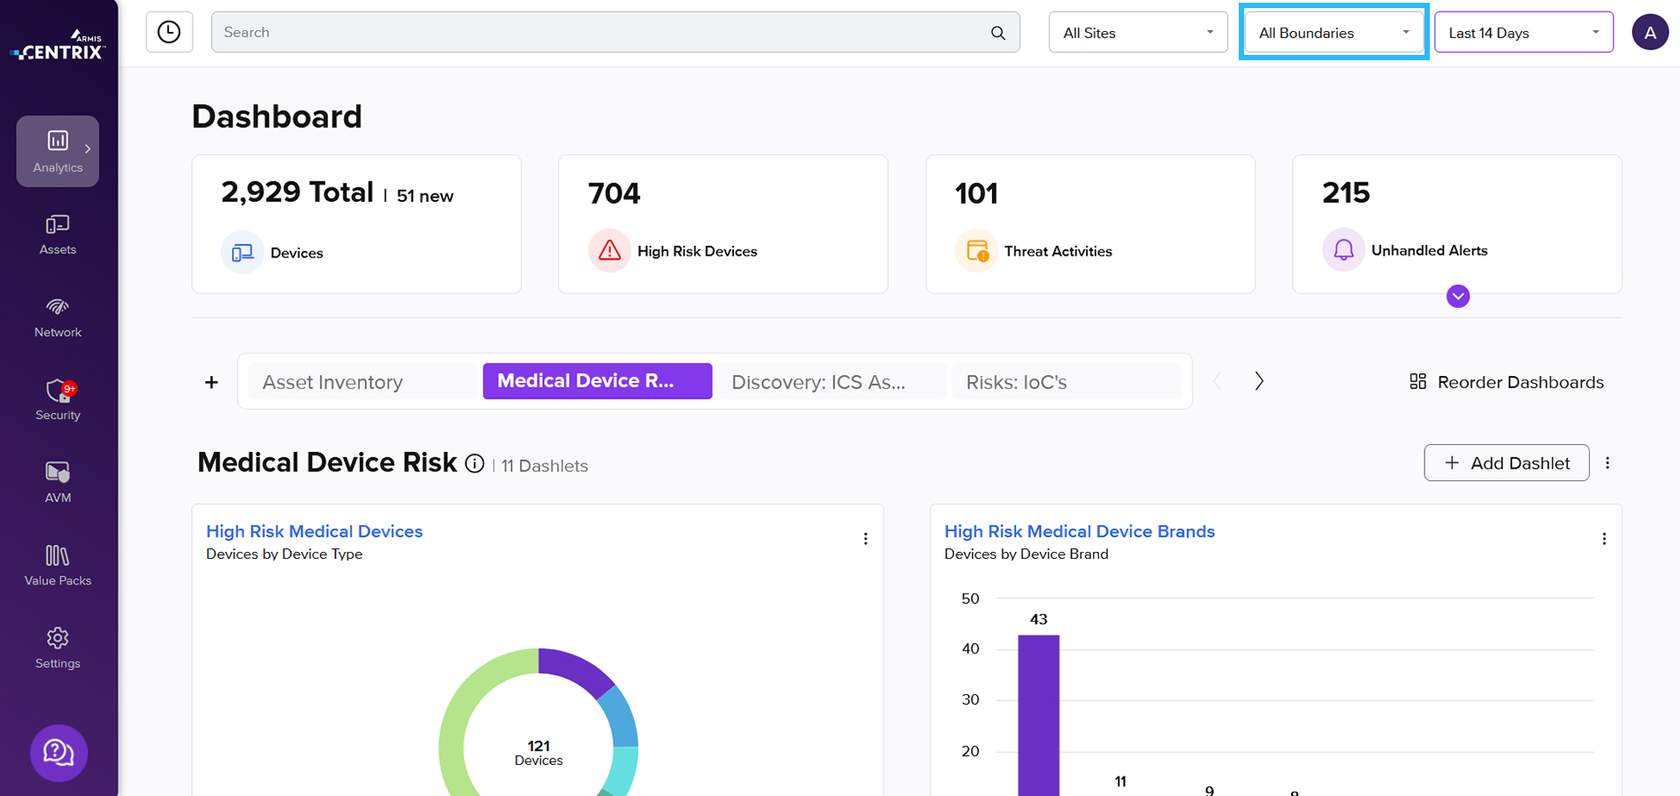 ARMIS
CENTRIX
Search
All Sites
All Boundaries
Last 14 Days
A
Analytics
Assets
Network
9+
Security
AVM
Value Packs
Settings
Dashboard
2,929 Total | 51 new
Devices
704
High Risk Devices
101
Threat Activities
215
Unhandled Alerts
+
Asset Inventory
Medical Device R...
Discovery: ICS As...
Risks: IoC's
Reorder Dashboards
Medical Device Risk | 11 Dashlets
+ Add Dashlet
High Risk Medical Devices
Devices by Device Type
121
Devices
High Risk Medical Device Brands
Devices by Device Brand
50
43
40
30
20
11
9